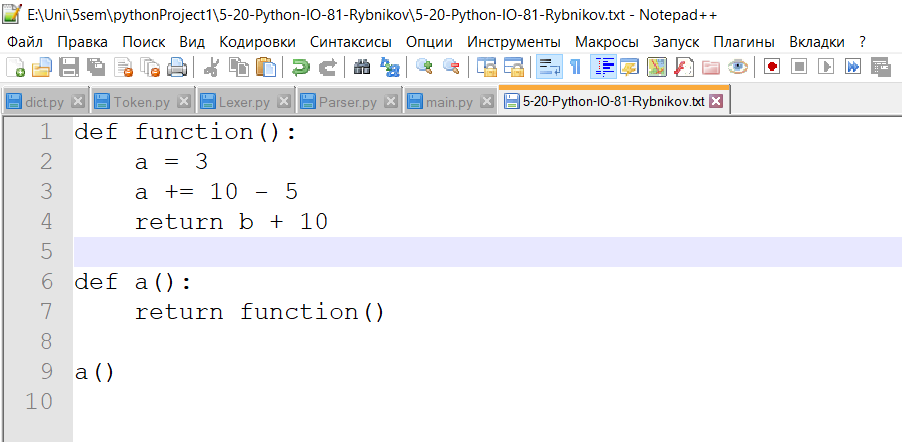 E:\Uni\5sem\pythonProject1\5-20-Python-IO-81-Rybnikov\5-20-Python-IO-81-Rybnikov.txt - Notepad++
Файл Правка Поиск Вид Кодировки Синтаксисы Опции Инструменты Макросы Запуск Плагины Вкладки ?
dict.py Token.py Lexer.py Parser.py main.py 5-20-Python-IO-81-Rybnikov.txt
1 def function():
2     a = 3
3     a += 10 - 5
4     return b + 10
5
6 def a():
7     return function()
8
9 a()
10